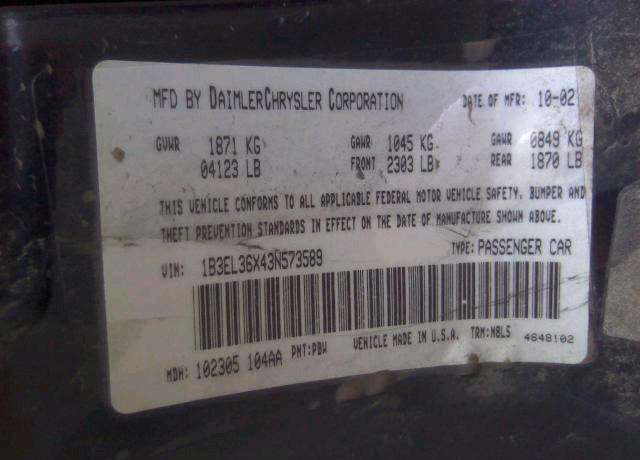 MFD BY DAIMLERCHRYSLER CORPORATION DATE OF MFR: 10-02
GVWR 1871 KG GAWR 1045 KG GAWR 0849 KG
04123 LB FRONT 2303 LB REAR 1870 LB
THIS VEHICLE CONFORMS TO ALL APPLICABLE FEDERAL MOTOR VEHICLE SAFETY, BUMPER AND
THEFT PREVENTION STANDARDS IN EFFECT ON THE DATE OF MANUFACTURE SHOWN ABOVE.
VIN: 1B3EL36X43N573589 TYPE: PASSENGER CAR
MDH: 102305 104AA PNT:PBW VEHICLE MADE IN U.S.A. TRM:NBL5 4648102